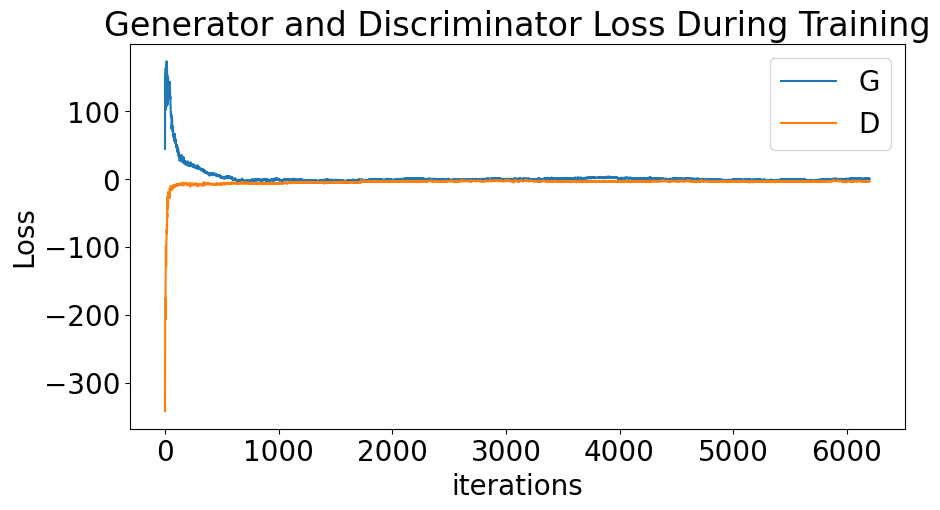 Generator and Discriminator Loss During Training
G
D
Loss
100
0
−100
−200
−300
0 1000 2000 3000 4000 5000 6000
iterations